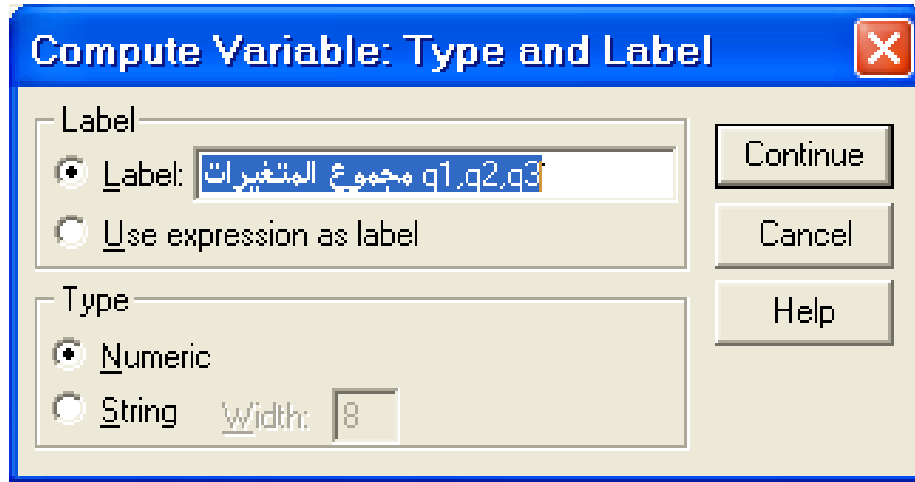 Compute Variable: Type and Label
Label
Label: مجموع المتغيرات q1,q2,q3
Use expression as label
Type
Numeric
String Width: 8
Continue
Cancel
Help